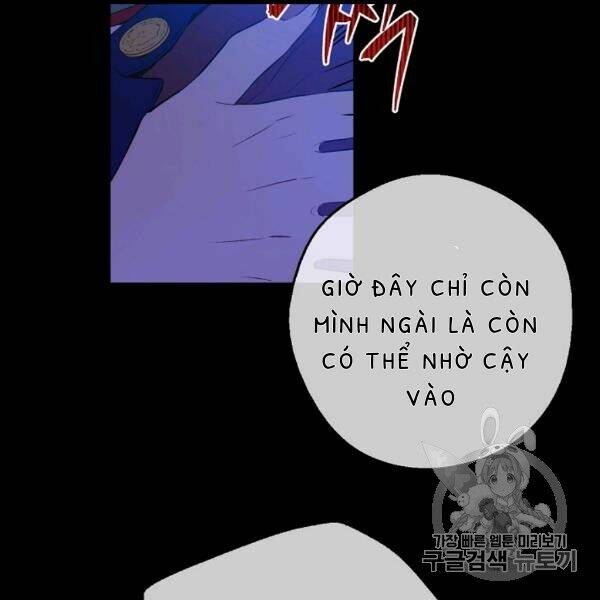 GIỜ ĐÂY CHỈ CÒN
MÌNH NGÀI LÀ CÒN
CÓ THỂ NHỜ CẬY
VÀO
가장 빠른 웹툰 미리보기
구글검색 뉴토끼